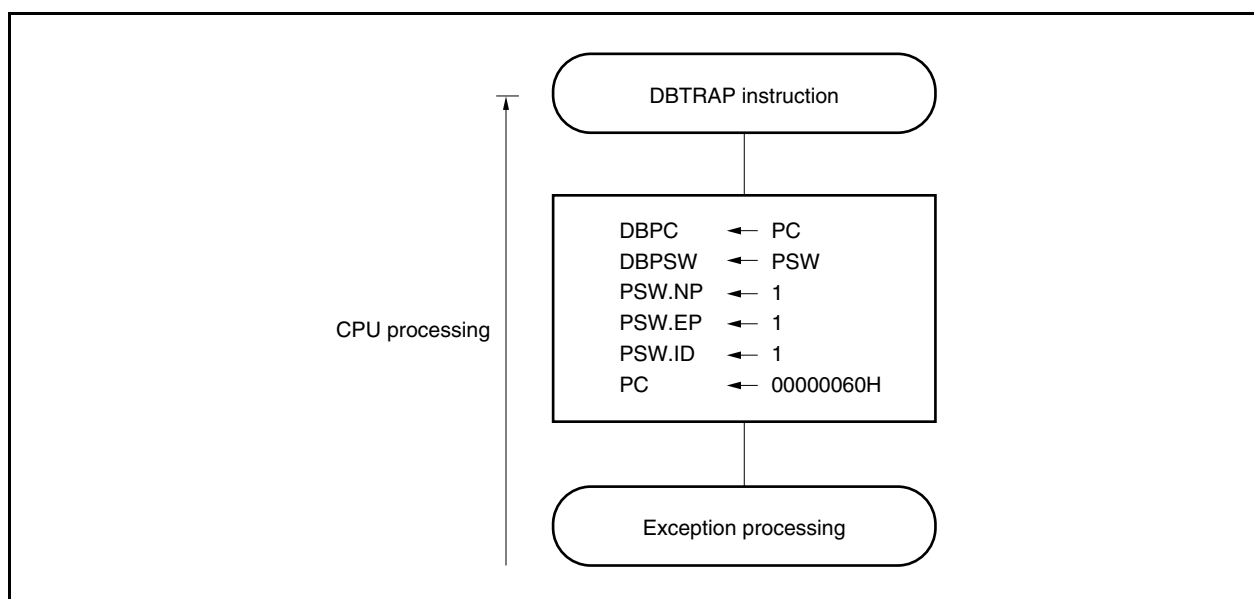 DBTRAP instruction
DBPC ← PC
DBPSW ← PSW
PSW.NP ← 1
PSW.EP ← 1
CPU processing
PSW.ID ← 1
PC ← 00000060H
Exception processing